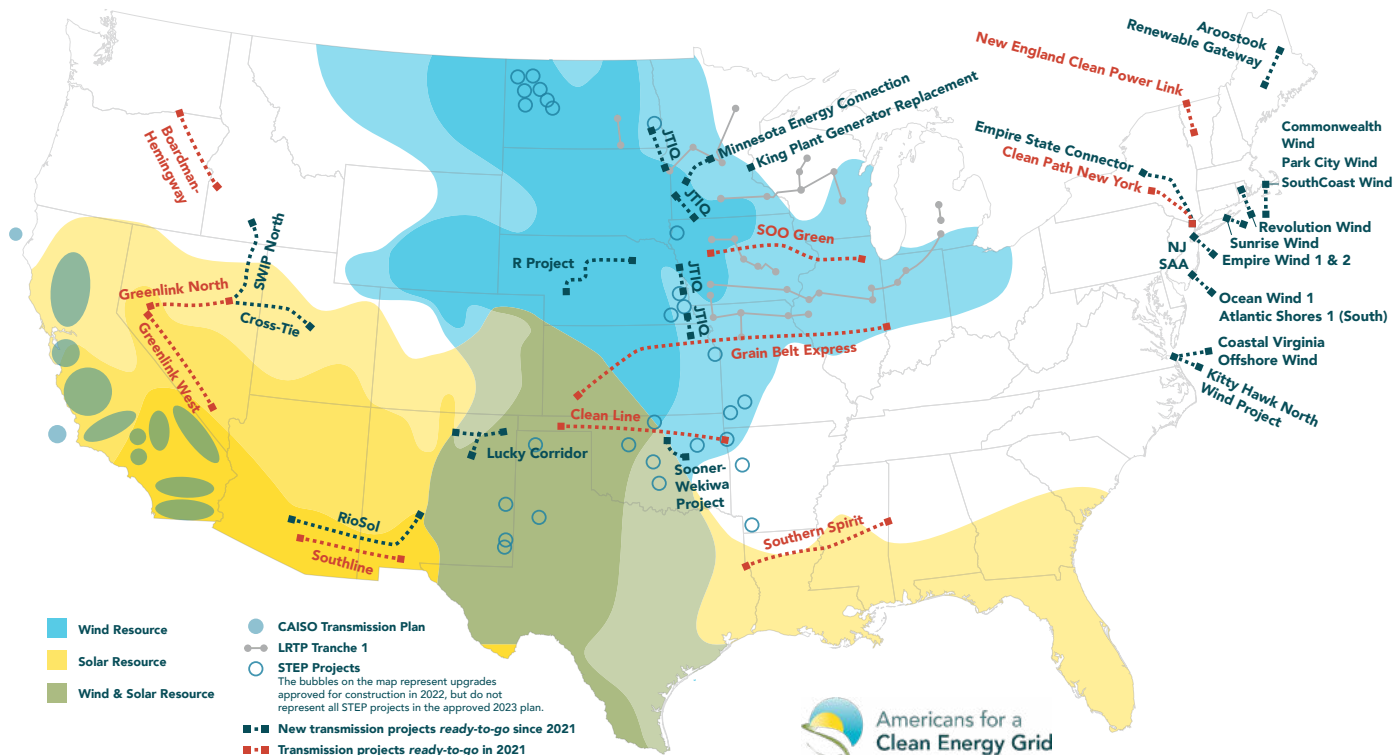 Aroostook
Renewable Gateway
New England Clean Power Link
Minnesota Energy Connection
King Plant Generator Replacement
Empire State Connector
Clean Path New York
Commonwealth
Wind
Park City Wind
SouthCoast Wind
Revolution Wind
Sunrise Wind
Empire Wind 1 & 2
NJ
SAA
Ocean Wind 1
Atlantic Shores 1 (South)
Coastal Virginia
Offshore Wind
Kitty Hawk North
Wind Project
Boardman-
Hemingway
JTIQ
JTIQ
JTIQ
JTIQ
SWIP North
R Project
SOO Green
Greenlink North
Cross-Tie
Greenlink West
Grain Belt Express
Clean Line
Lucky Corridor
Sooner-
Wekiwa
Project
RioSol
Southline
Southern Spirit
Wind Resource
Solar Resource
Wind & Solar Resource
CAISO Transmission Plan
LRTP Tranche 1
STEP Projects
The bubbles on the map represent upgrades
approved for construction in 2022, but do not
represent all STEP projects in the approved 2023 plan.
New transmission projects ready-to-go since 2021
Transmission projects ready-to-go in 2021
Americans for a
Clean Energy Grid